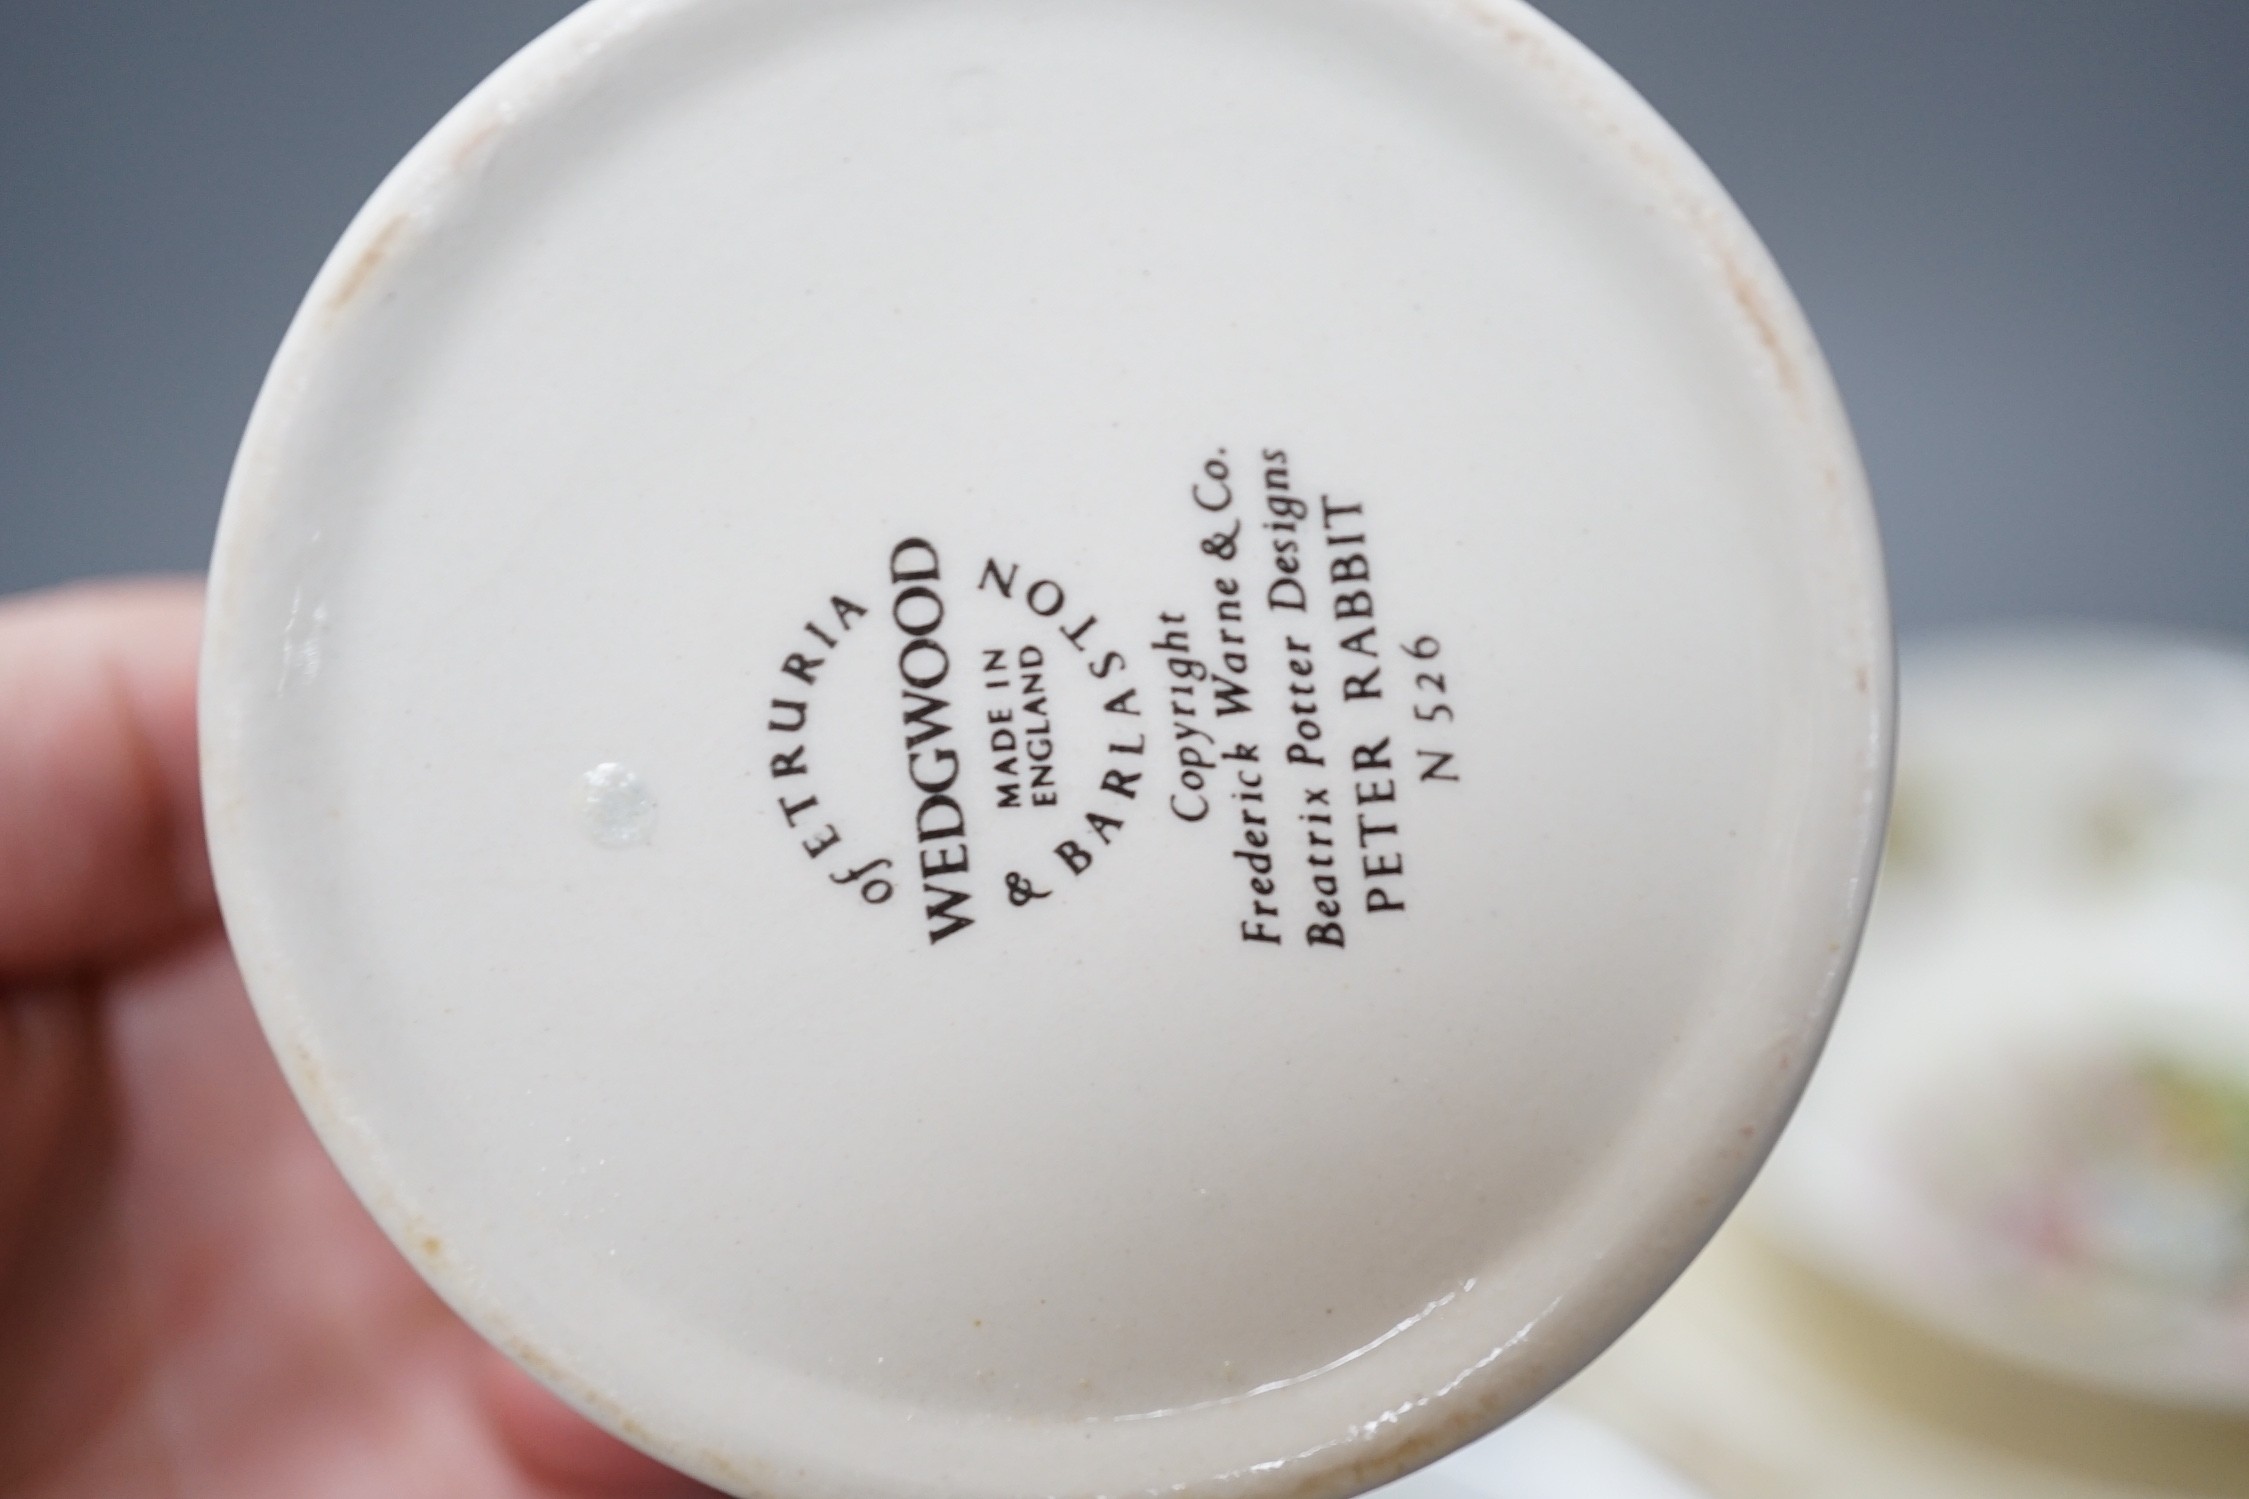 of ETRURIA
WEDGWOOD
MADE IN
ENGLAND
& BARLASTON
Copyright
Frederick Warne & Co.
Beatrix Potter Designs
PETER RABBIT
N 526